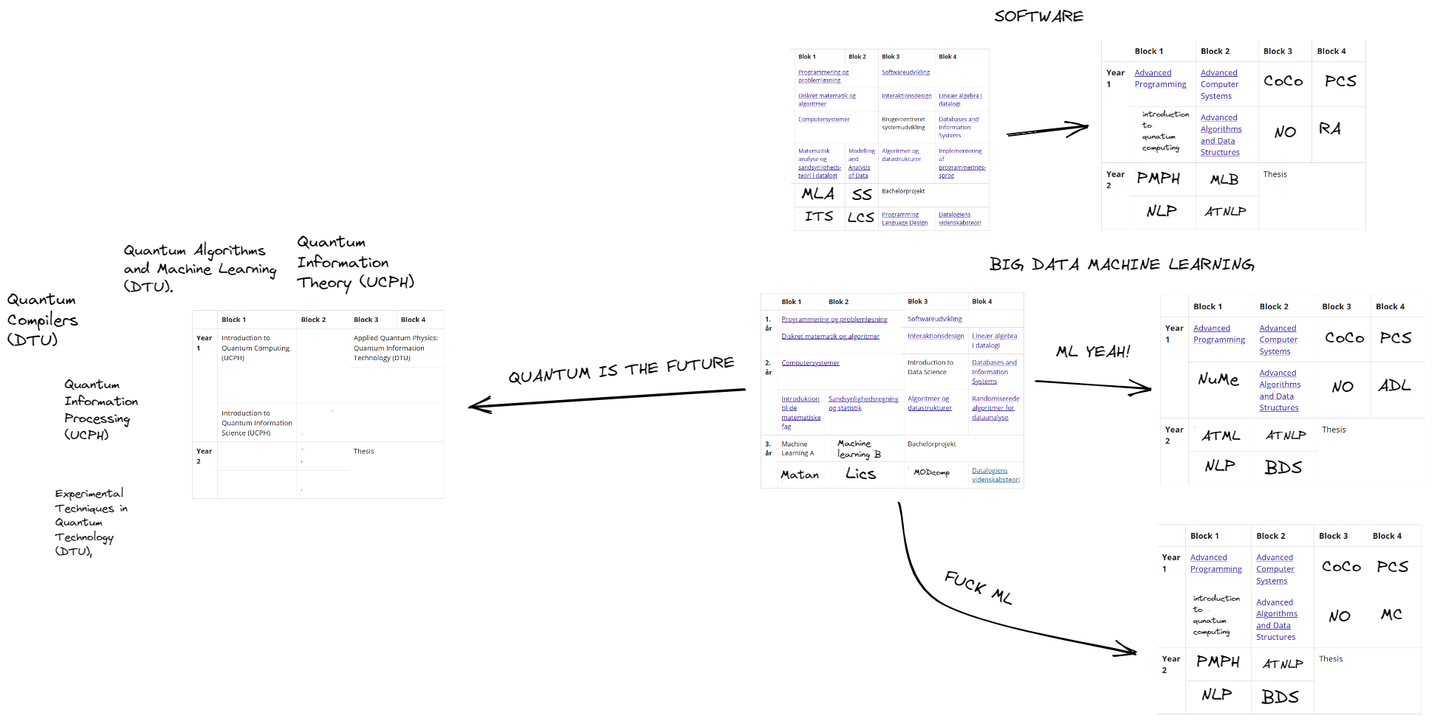 SOFTWARE
Blok 1 Blok 2 Blok 3 Blok 4
Programmering og
problemløsning
Softwareudvikling
Diskret matematik og
algoritmer
Interaktionsdesign
Lineær algebra i
datalogi
Computersystemer
Brugercentreret
systemudvikling
Databases and
Information
Systems
Matematisk
analyse og
sandsynligheds-
teori i datalogi
Modelling
and
Analysis
of Data
Algoritmer og
datastrukturer
Implementering
af
programmerings-
sprog
MLA SS Bachelorprojekt
ITS LCS
Programming
Language Design
Datalogiens
videnskabsteori
Block 1 Block 2 Block 3 Block 4
Year
1
Advanced
Programming
Advanced
Computer
Systems
CoCo PCS
introduction
to
qunatum
computing
Advanced
Algorithms
and Data
Structures
NO RA
Year
2
PMPH MLB Thesis
NLP ATNLP
BIG DATA MACHINE LEARNING
Blok 1 Blok 2 Blok 3 Blok 4
1.
år
Programmering og problemløsning
Softwareudvikling
Diskret matematik og algoritmer
Interaktionsdesign
Lineær algebra
i datalogi
2.
år
Computersystemer
Introduction to
Data Science
Databases and
Information
Systems
Introduktion
til de
matematiske
fag
Sandsynlighedsregning
og statistik
Algoritmer og
datastrukturer
Randomiserede
algoritmer for
dataanalyse
3.
år
Machine
Learning A
Machine
learning B
Bachelorprojekt
Matan Lics MODcomp
Datalogiens
videnskabsteori
ML YEAH!
Block 1 Block 2 Block 3 Block 4
Year
1
Advanced
Programming
Advanced
Computer
Systems
CoCo PCS
NuMe
Advanced
Algorithms
and Data
Structures
NO ADL
Year
2
ATML ATNLP Thesis
NLP BDS
FUCK ML
Block 1 Block 2 Block 3 Block 4
Year
1
Advanced
Programming
Advanced
Computer
Systems
CoCo PCS
introduction
to
qunatum
computing
Advanced
Algorithms
and Data
Structures
NO MC
Year
2
PMPH ATNLP Thesis
NLP BDS
QUANTUM IS THE FUTURE
Quantum Algorithms
and Machine Learning
(DTU).
Quantum
Information
Theory (UCPH)
Quantum
Compilers
(DTU)
Quantum
Information
Processing
(UCPH)
Experimental
Techniques in
Quantum
Technology
(DTU),
Block 1 Block 2 Block 3 Block 4
Year
1
Introduction to
Quantum Computing
(UCPH)
Applied Quantum Physics:
Quantum Information
Technology (DTU)
Introduction to
Quantum Information
Science (UCPH)
Year
2
Thesis